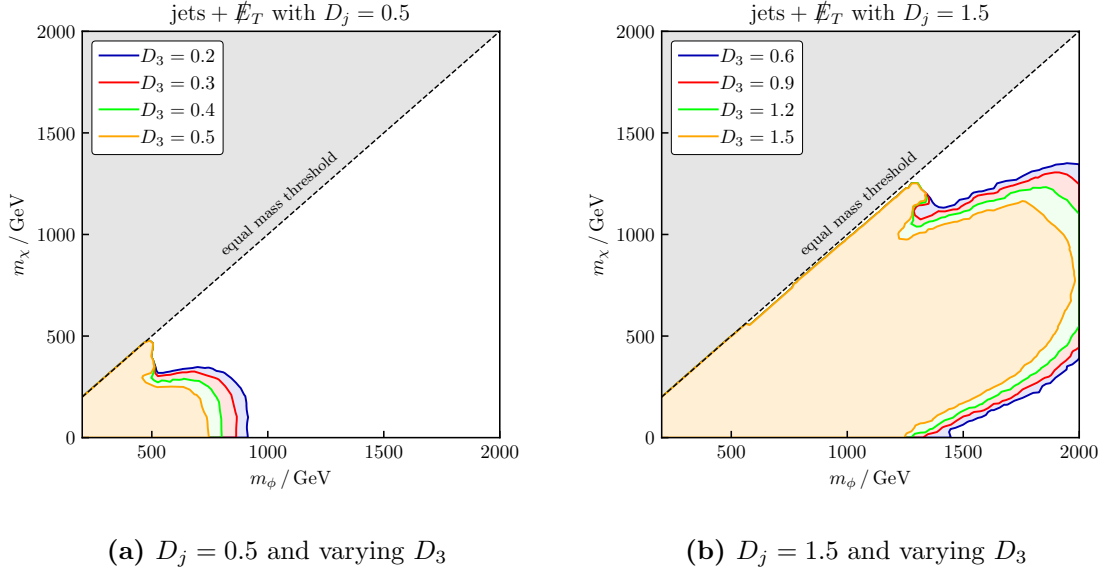 jets + E̸_T with D_j = 0.5
2000
1500
1000
500
0
m_χ / GeV
D_3 = 0.2
D_3 = 0.3
D_3 = 0.4
D_3 = 0.5
equal mass threshold
500
1000
1500
2000
m_ϕ / GeV
(a) D_j = 0.5 and varying D_3
jets + E̸_T with D_j = 1.5
2000
1500
1000
500
0
m_χ / GeV
D_3 = 0.6
D_3 = 0.9
D_3 = 1.2
D_3 = 1.5
equal mass threshold
500
1000
1500
2000
m_ϕ / GeV
(b) D_j = 1.5 and varying D_3